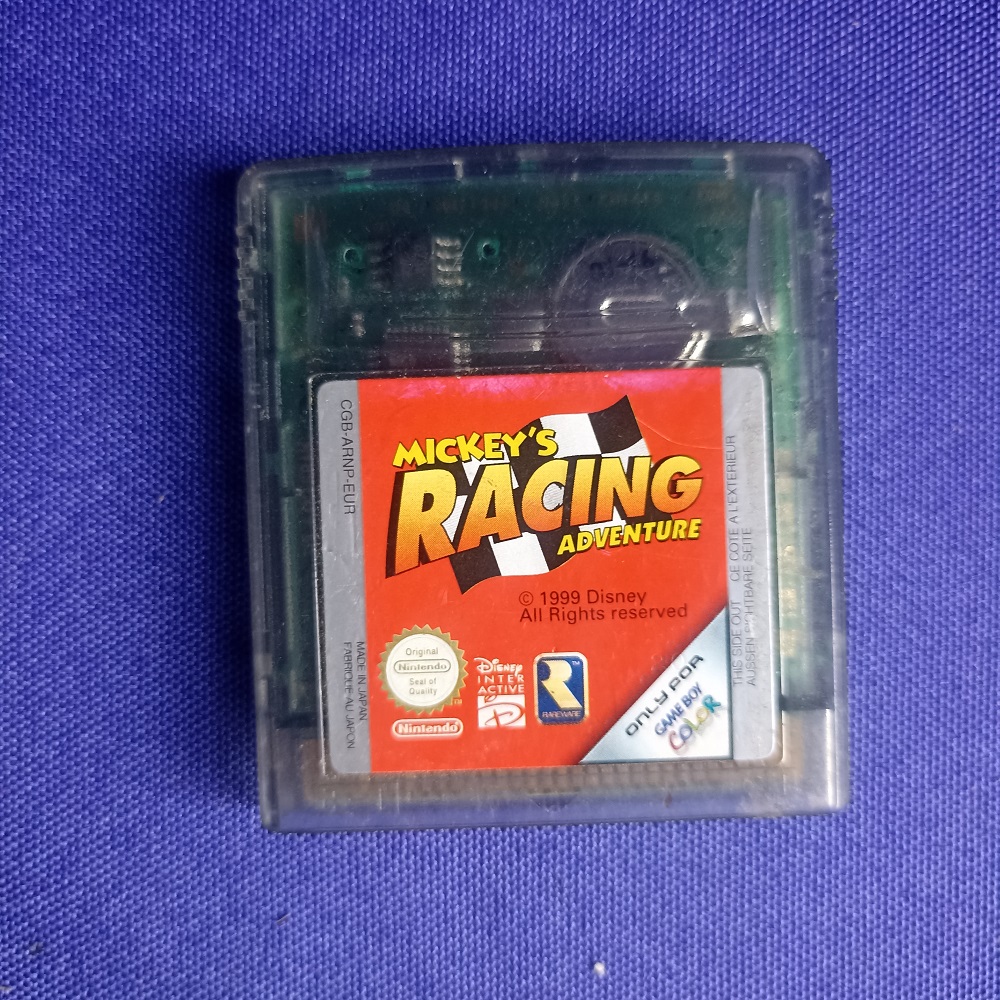 CGB-ARNP-EUR
MICKEY'S
RACING
ADVENTURE
© 1999 Disney
All Rights reserved
Original
Nintendo
Seal of
Quality
TM
Nintendo
MADE IN JAPAN
FABRIQUE AU JAPON
DISNEY
INTER
ACTIVE
D
R
TM
RAREWARE
ONLY FOR
GAME BOY
COLOR
THIS SIDE OUT CE COTE A L'EXTERIEUR
AUSSEN SICHTBARE SEITE